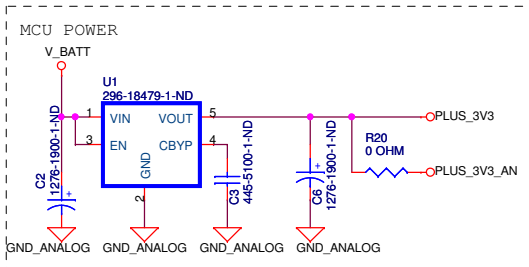 MCU POWER
V_BATT
U1
296-18479-1-ND
1 VIN VOUT 5
3 EN CBYP 4
GND
2
C2
1276-1900-1-ND
C3
445-5100-1-ND
C6
1276-1900-1-ND
PLUS_3V3
R20
0 OHM
PLUS_3V3_AN
GND_ANALOG GND_ANALOG GND_ANALOG GND_ANALOG